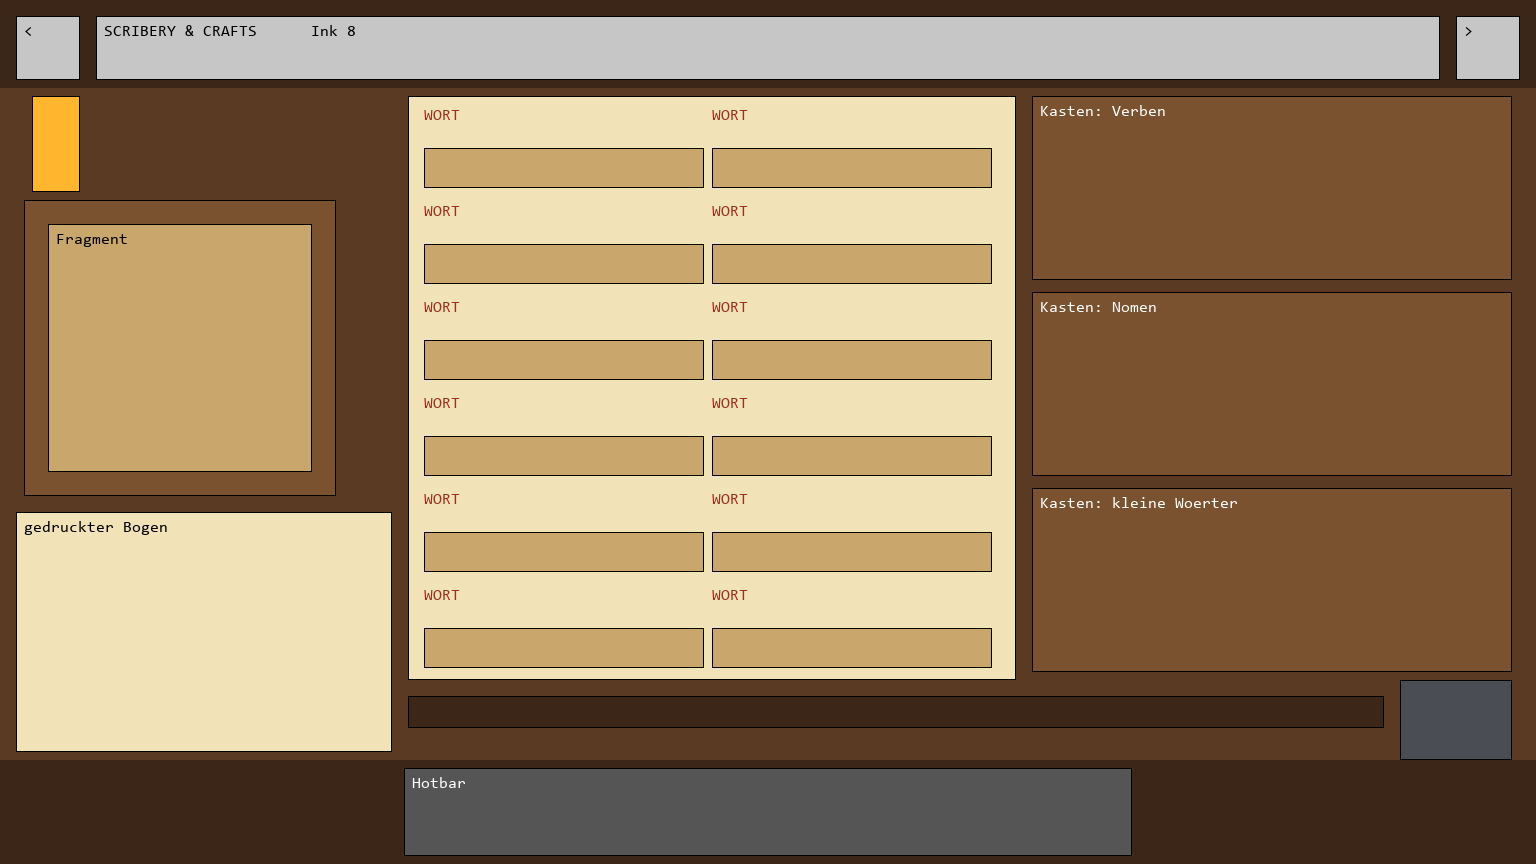 <
SCRIBERY & CRAFTS      Ink 8
>
Fragment
gedruckter Bogen
WORT WORT
WORT WORT
WORT WORT
WORT WORT
WORT WORT
WORT WORT
Kasten: Verben
Kasten: Nomen
Kasten: kleine Woerter
Hotbar